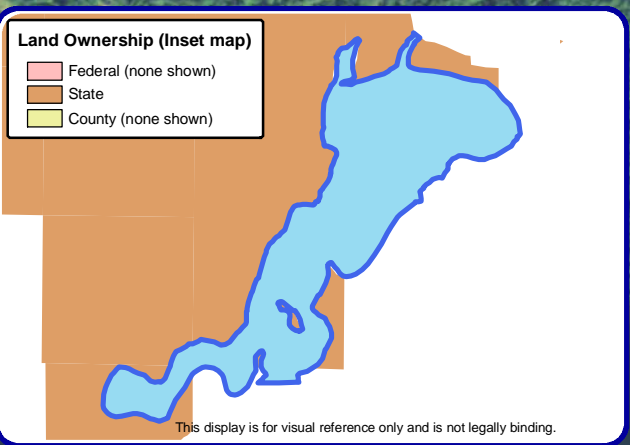 Land Ownership (Inset map)
Federal (none shown)
State
County (none shown)
This display is for visual reference only and is not legally binding.